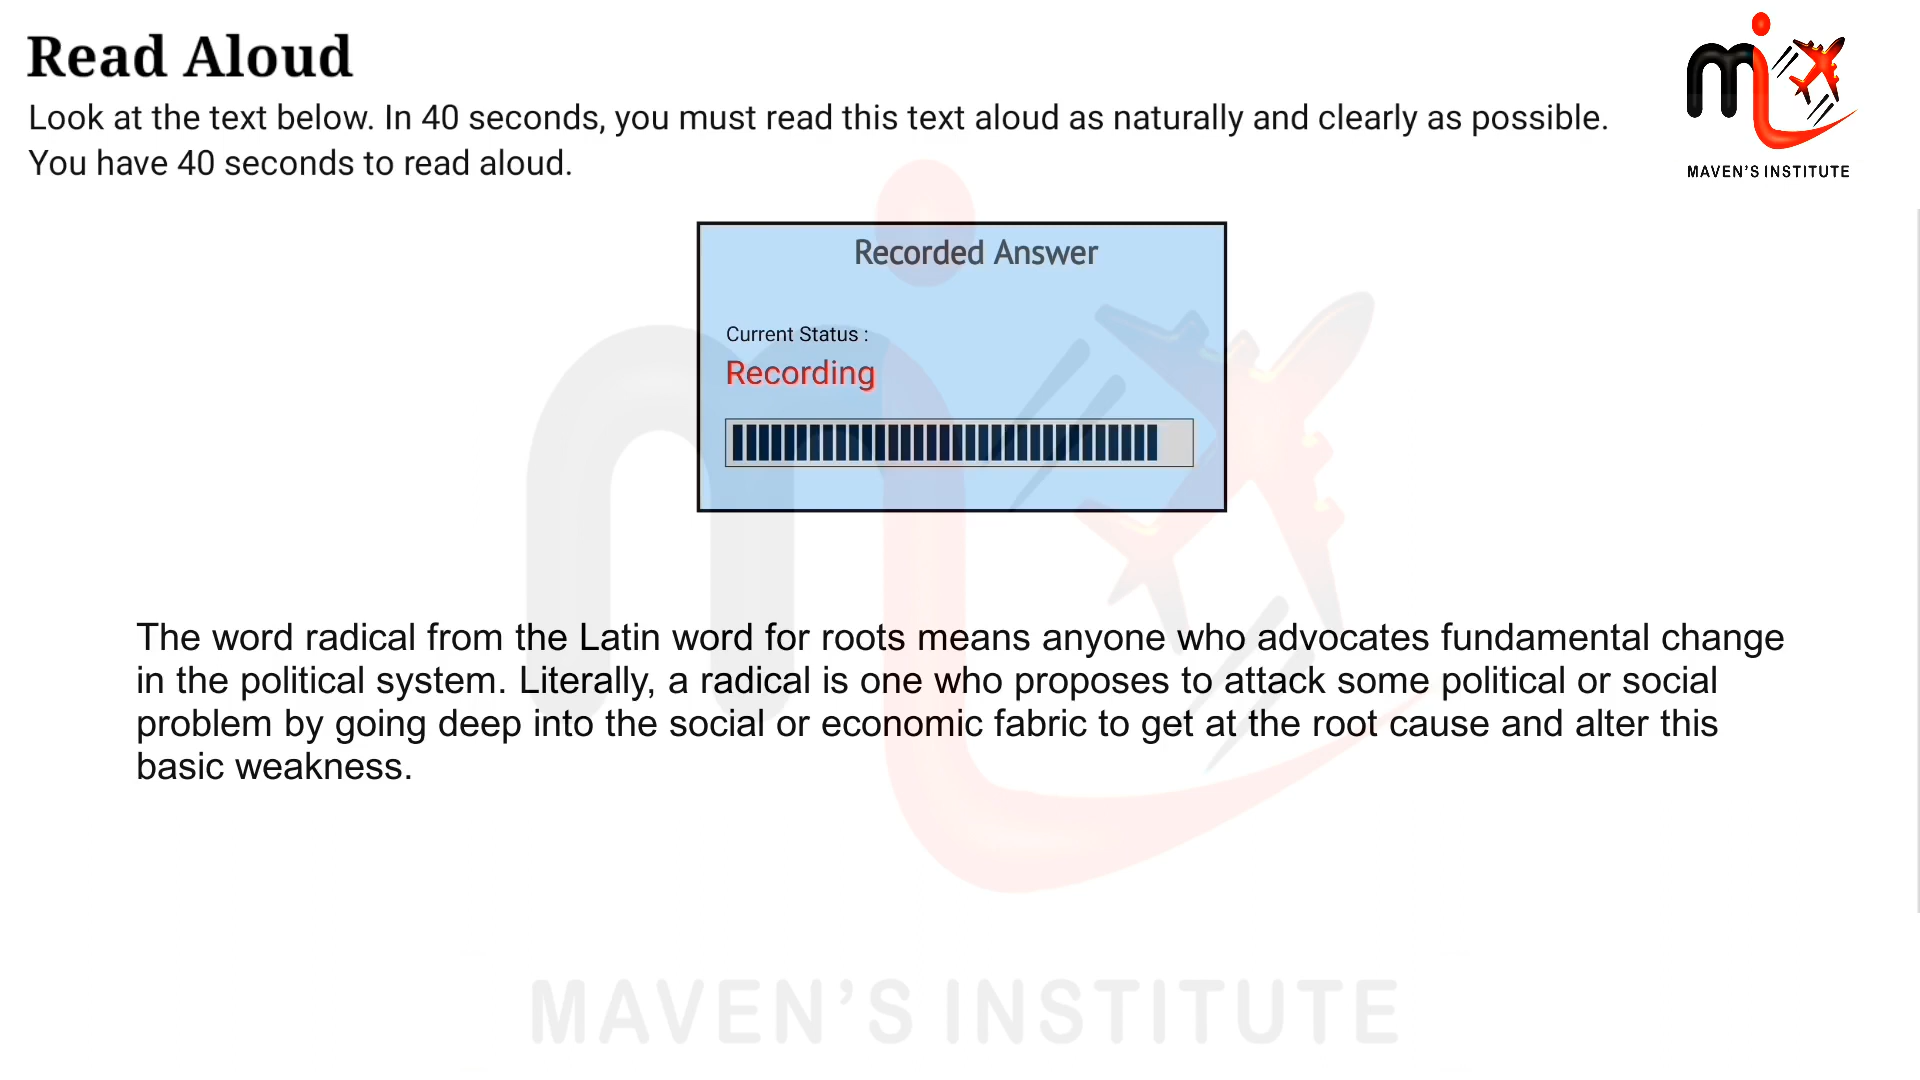 Read Aloud
Look at the text below. In 40 seconds, you must read this text aloud as naturally and clearly as possible.
You have 40 seconds to read aloud.
MAVEN'S INSTITUTE
Recorded Answer
Current Status :
Recording
The word radical from the Latin word for roots means anyone who advocates fundamental change
in the political system. Literally, a radical is one who proposes to attack some political or social
problem by going deep into the social or economic fabric to get at the root cause and alter this
basic weakness.
MAVEN'S INSTITUTE